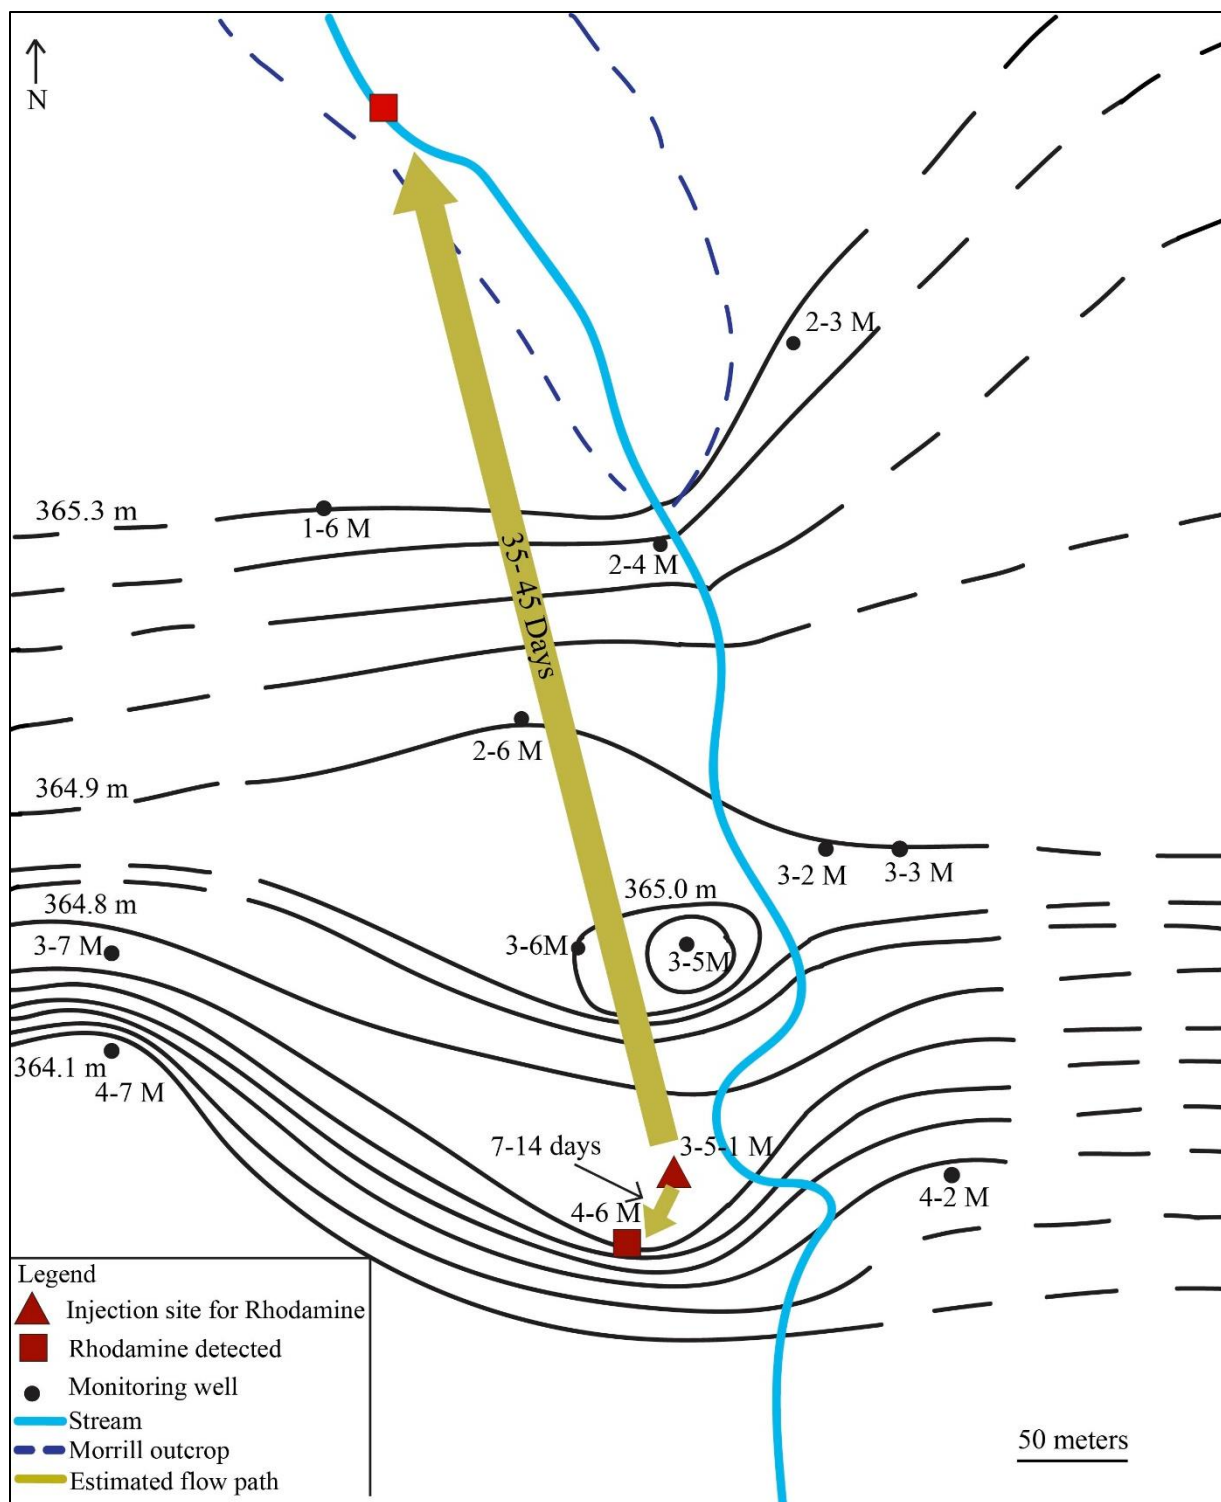 N
2-3 M
365.3 m
1-6 M
2-4 M
35- 45 Days
2-6 M
364.9 m
3-2 M
3-3 M
365.0 m
364.8 m
3-7 M
3-6M
3-5M
364.1 m
4-7 M
7-14 days
3-5-1 M
4-6 M
4-2 M
Legend
Injection site for Rhodamine
Rhodamine detected
Monitoring well
Stream
Morrill outcrop
Estimated flow path
50 meters